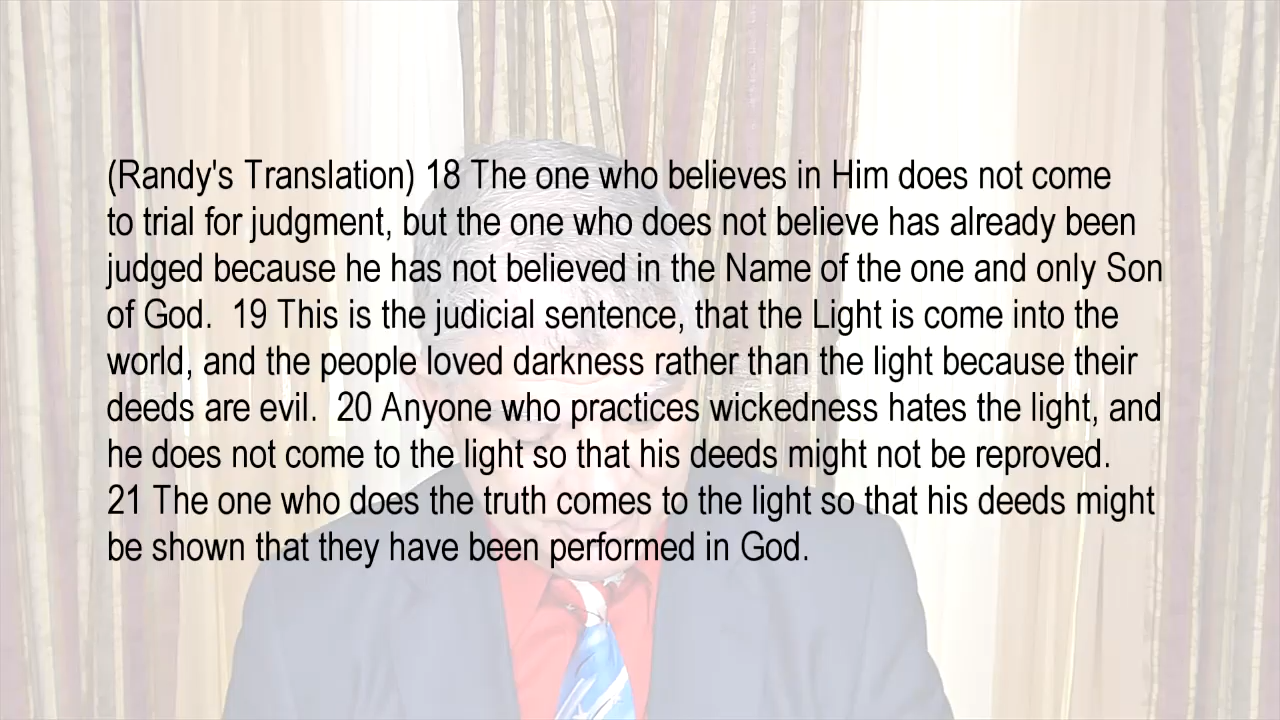 (Randy's Translation) 18 The one who believes in Him does not come
to trial for judgment, but the one who does not believe has already been
judged because he has not believed in the Name of the one and only Son
of God.  19 This is the judicial sentence, that the Light is come into the
world, and the people loved darkness rather than the light because their
deeds are evil.  20 Anyone who practices wickedness hates the light, and
he does not come to the light so that his deeds might not be reproved.
21 The one who does the truth comes to the light so that his deeds might
be shown that they have been performed in God.